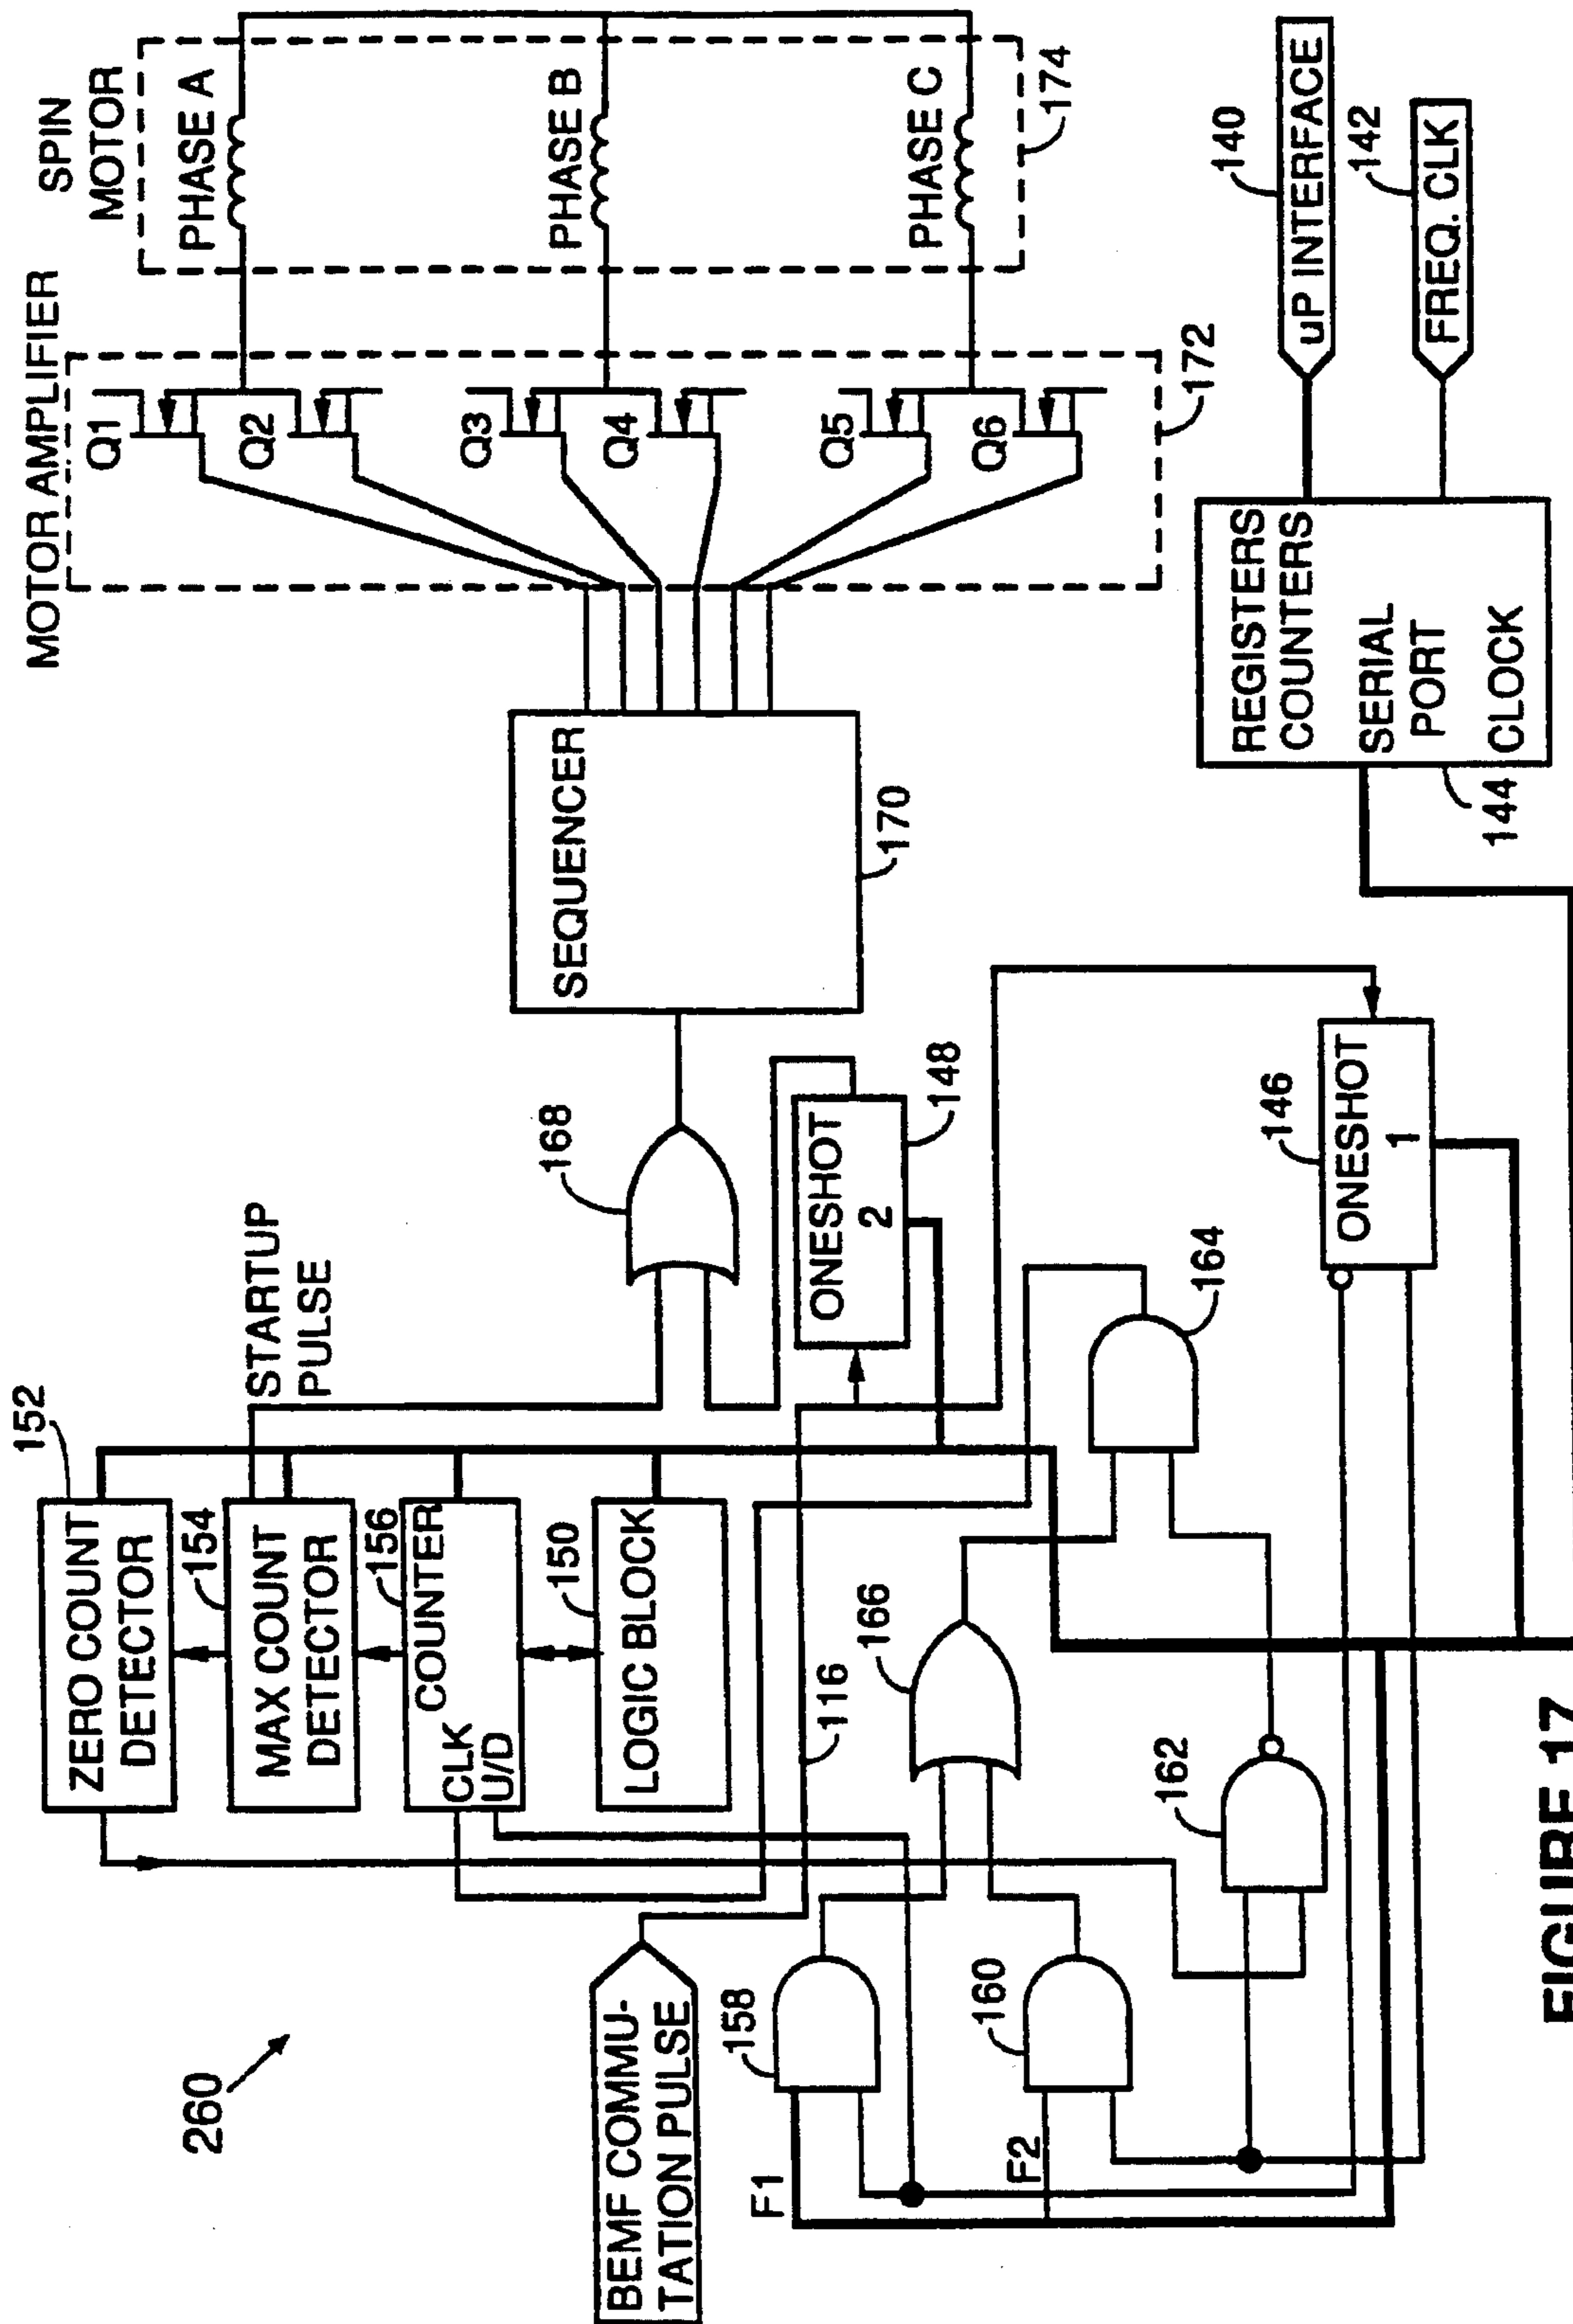 260
ZERO COUNT
DETECTOR
152
MAX COUNT
DETECTOR
154
STARTUP
PULSE
COUNTER
CLK
U/D
156
LOGIC BLOCK
150
BEMF COMMU-
TATION PULSE
116
168
SEQUENCER
170
MOTOR AMPLIFIER
Q1
Q2
Q3
Q4
Q5
Q6
172
SPIN
MOTOR
PHASE A
PHASE B
PHASE C
174
ONESHOT
2
148
F1
158
F2
160
166
162
164
ONESHOT
1
146
REGISTERS
COUNTERS
SERIAL
PORT
CLOCK
144
uP INTERFACE
140
FREQ. CLK
142
FIGURE 17